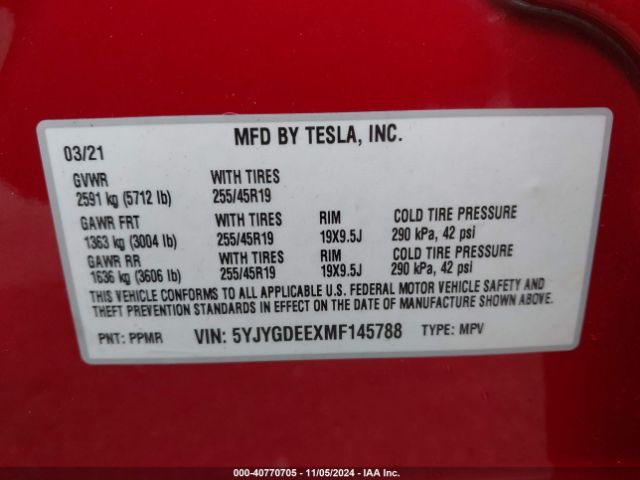 MFD BY TESLA, INC.
03/21
GVWR WITH TIRES
2591 kg (5712 lb) 255/45R19
GAWR FRT WITH TIRES RIM COLD TIRE PRESSURE
1363 kg (3004 lb) 255/45R19 19X9.5J 290 kPa, 42 psi
GAWR RR WITH TIRES RIM COLD TIRE PRESSURE
1636 kg (3606 lb) 255/45R19 19X9.5J 290 kPa, 42 psi
THIS VEHICLE CONFORMS TO ALL APPLICABLE U.S. FEDERAL MOTOR VEHICLE SAFETY AND
THEFT PREVENTION STANDARDS IN EFFECT ON THE DATE OF MANUFACTURE SHOWN ABOVE.
PNT: PPMR VIN: 5YJYGDEEXMF145788 TYPE: MPV
000-40770705 - 11/05/2024 - IAA Inc.